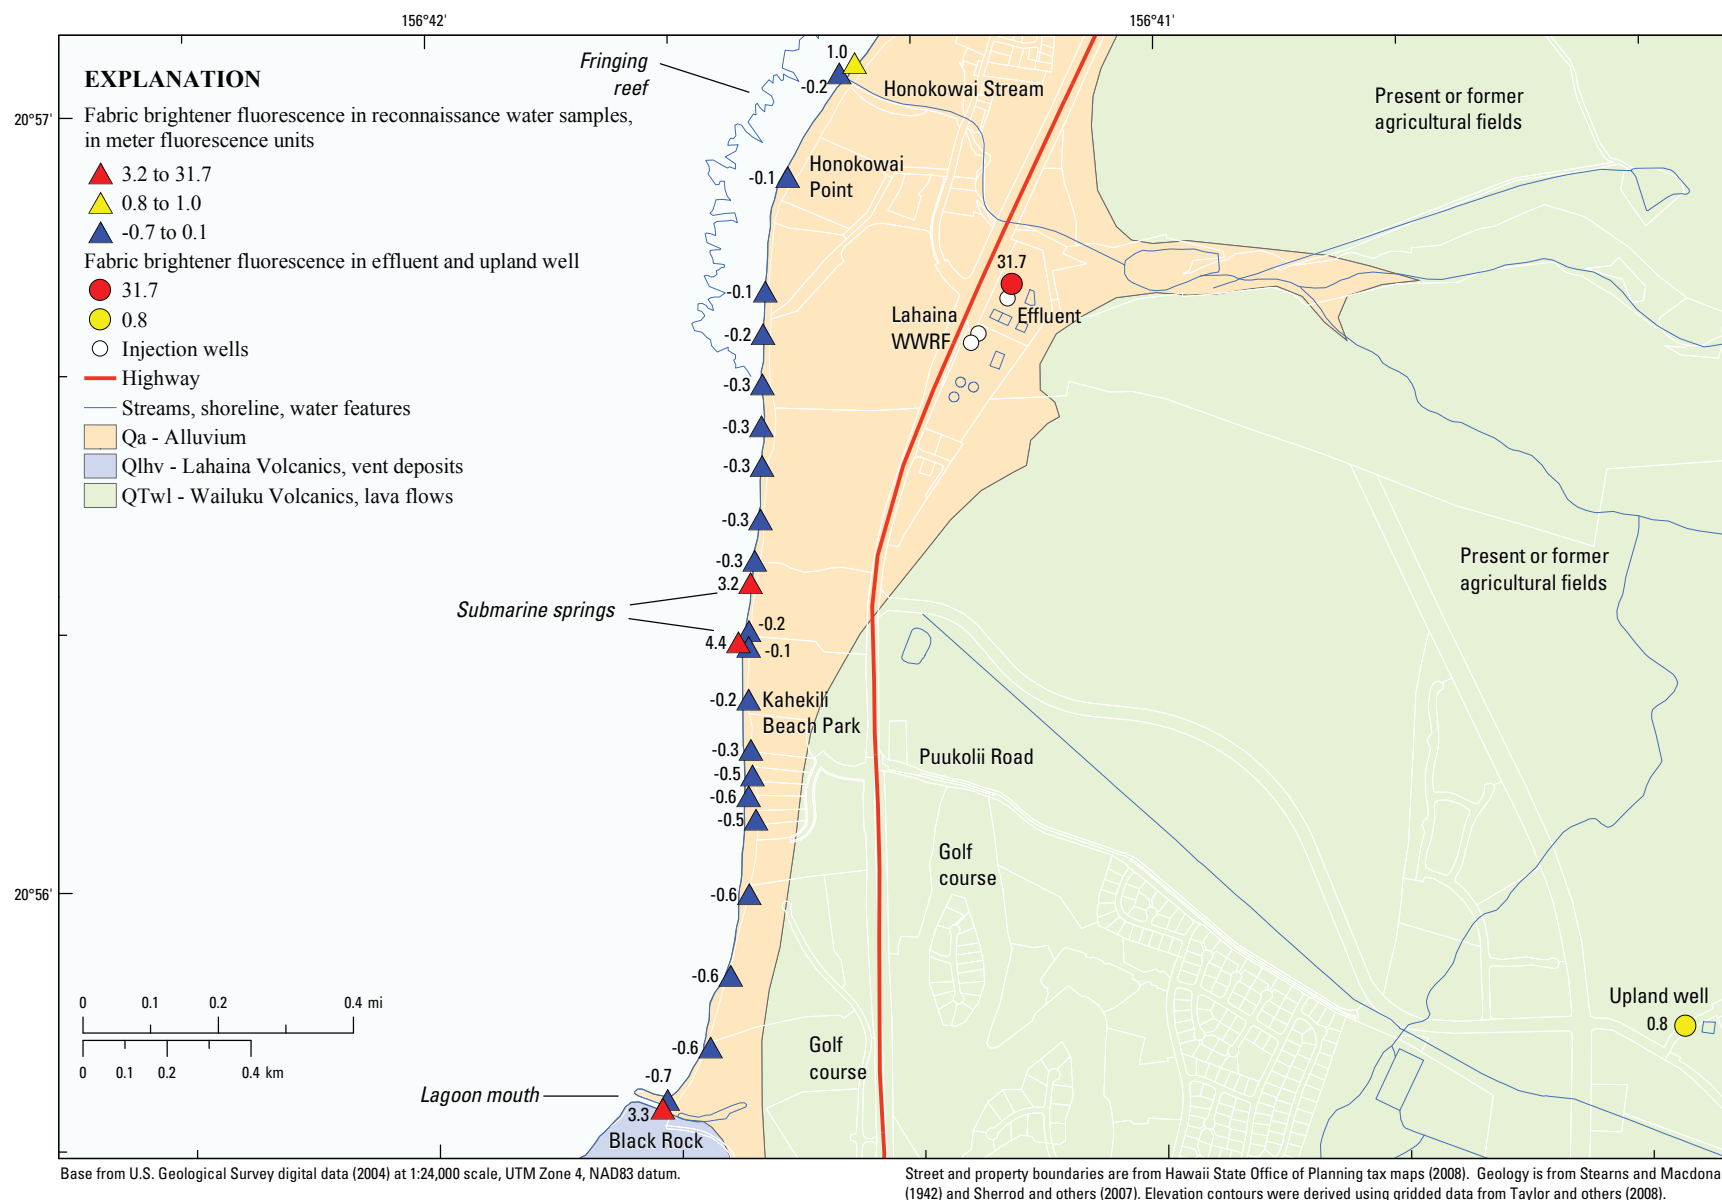 156°42'
156°41'
20°57'
20°56'
EXPLANATION
Fabric brightener fluorescence in reconnaissance water samples,
in meter fluorescence units
3.2 to 31.7
0.8 to 1.0
-0.7 to 0.1
Fabric brightener fluorescence in effluent and upland well
31.7
0.8
Injection wells
Highway
Streams, shoreline, water features
Qa - Alluvium
Qlhv - Lahaina Volcanics, vent deposits
QTwl - Wailuku Volcanics, lava flows
Fringing
reef
1.0
-0.2
Honokowai Stream
Present or former
agricultural fields
-0.1
Honokowai
Point
31.7
-0.1
Lahaina
WWRF
Effluent
-0.2
-0.3
-0.3
-0.3
-0.3
-0.3
3.2
Submarine springs
-0.2
4.4
-0.1
Present or former
agricultural fields
-0.2
Kahekili
Beach Park
-0.3
Puukolii Road
-0.5
-0.6
-0.5
Golf
course
-0.6
-0.6
Upland well
0.8
0 0.1 0.2 0.4 mi
0 0.1 0.2 0.4 km
-0.6
Golf
course
-0.7
Lagoon mouth
3.3
Black Rock
Base from U.S. Geological Survey digital data (2004) at 1:24,000 scale, UTM Zone 4, NAD83 datum.
Street and property boundaries are from Hawaii State Office of Planning tax maps (2008). Geology is from Stearns and Macdona
(1942) and Sherrod and others (2007). Elevation contours were derived using gridded data from Taylor and others (2008).